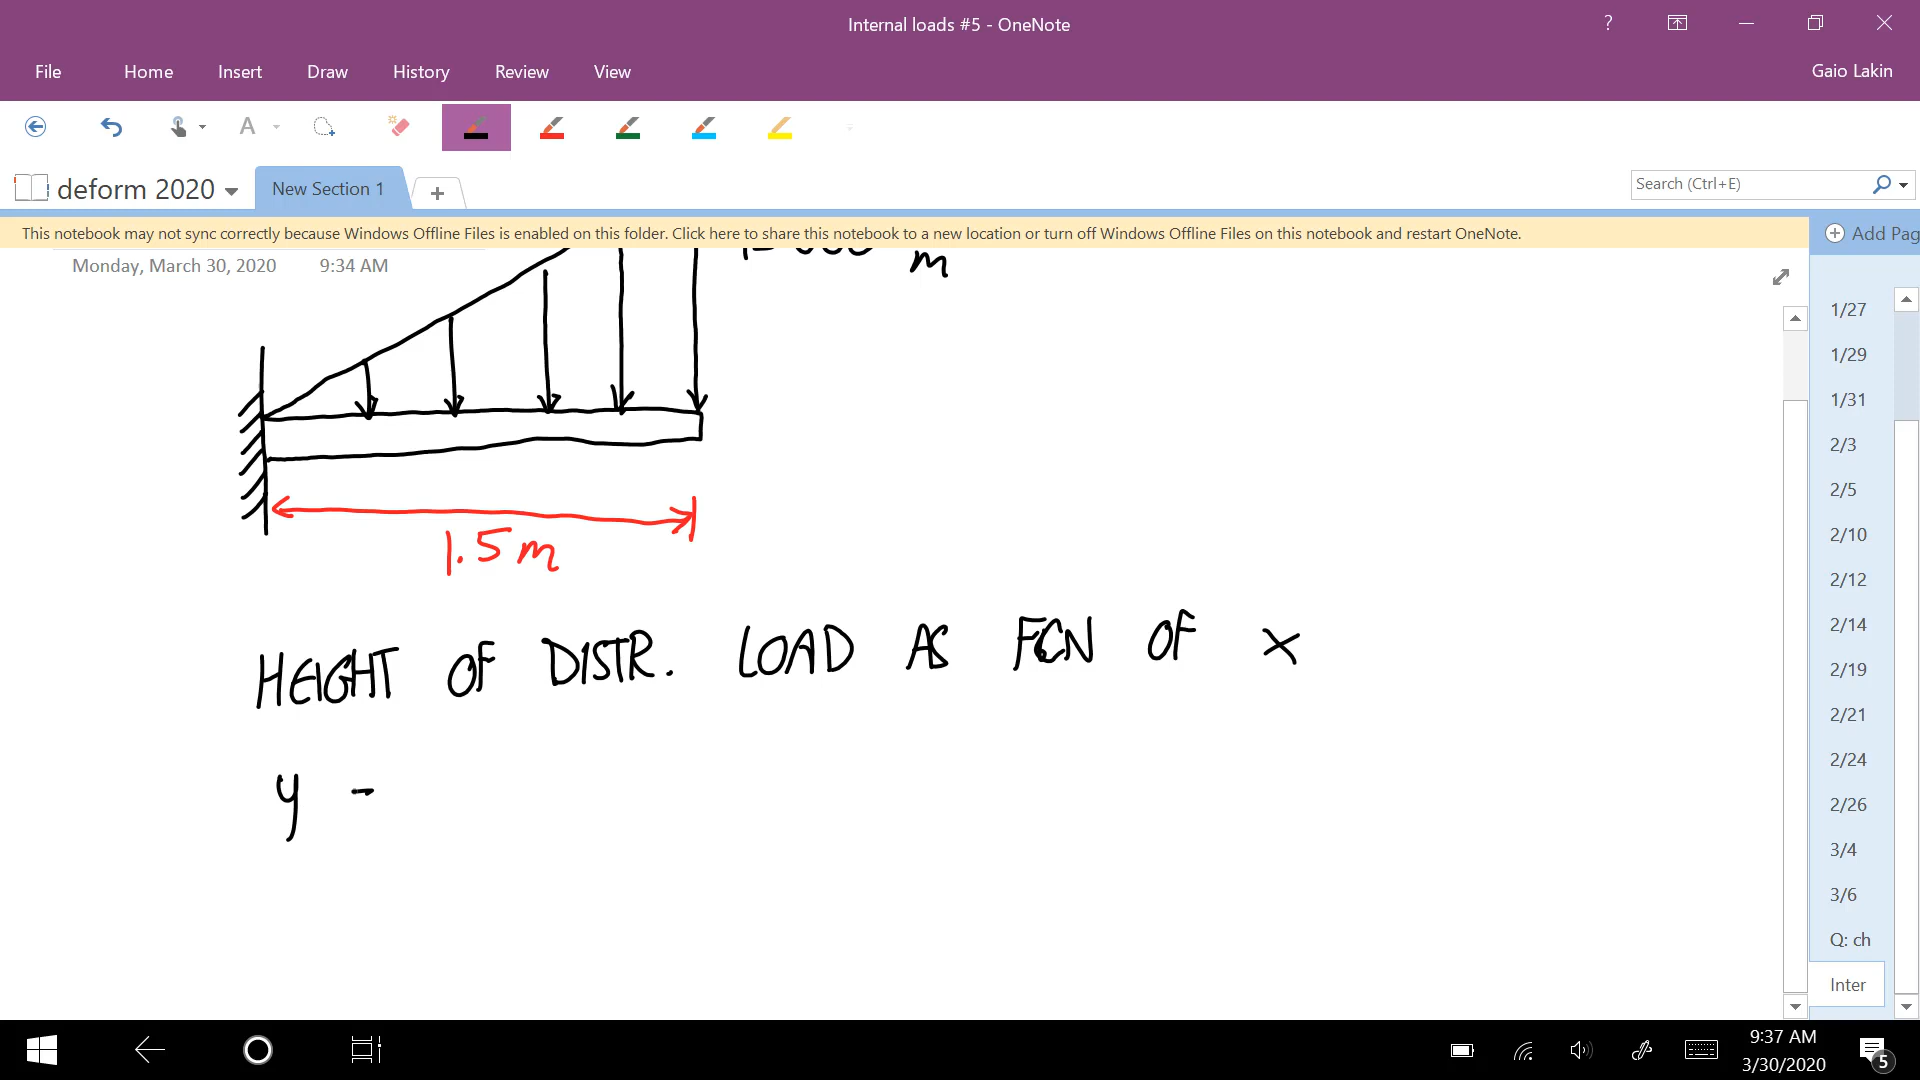 Internal loads #5 - OneNote
?
File Home Insert Draw History Review View
Gaio Lakin
A
deform 2020 New Section 1 +
Search (Ctrl+E)
This notebook may not sync correctly because Windows Offline Files is enabled on this folder. Click here to share this notebook to a new location or turn off Windows Offline Files on this notebook and restart OneNote.
Add Pag
Monday, March 30, 2020 9:34 AM
m
1.5 m
HEIGHT OF DISTR. LOAD AS FCN OF x
y -
1/27
1/29
1/31
2/3
2/5
2/10
2/12
2/14
2/19
2/21
2/24
2/26
3/4
3/6
Q: ch
Inter
9:37 AM
3/30/2020
5